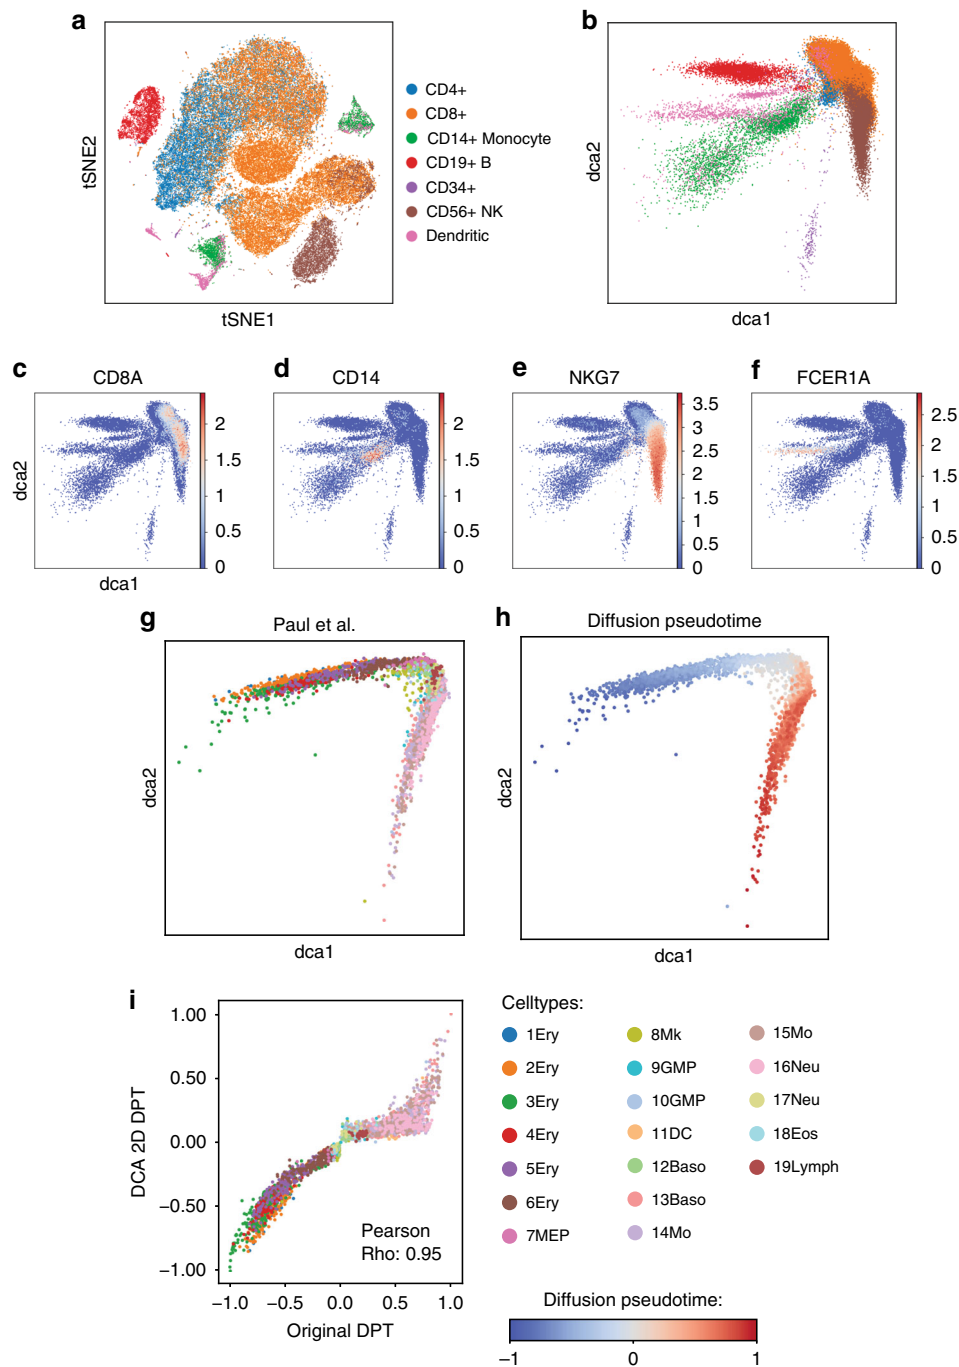 a
tSNE2
tSNE1
CD4+
CD8+
CD14+ Monocyte
CD19+ B
CD34+
CD56+ NK
Dendritic
b
dca2
dca1
c
CD8A
dca2
dca1
2
1.5
1
0.5
0
d
CD14
2
1.5
1
0.5
0
e
NKG7
3.5
3
2.5
2
1.5
1
0.5
0
f
FCER1A
2.5
2
1.5
1
0.5
0
g
Paul et al.
dca2
dca1
h
Diffusion pseudotime
dca2
dca1
i
DCA 2D DPT
1.00
0.50
0.00
−0.50
−1.00
Pearson
Rho: 0.95
−1.0
−0.5
0.0
0.5
1.0
Original DPT
Celltypes:
1Ery
2Ery
3Ery
4Ery
5Ery
6Ery
7MEP
8Mk
9GMP
10GMP
11DC
12Baso
13Baso
14Mo
15Mo
16Neu
17Neu
18Eos
19Lymph
Diffusion pseudotime:
−1
0
1